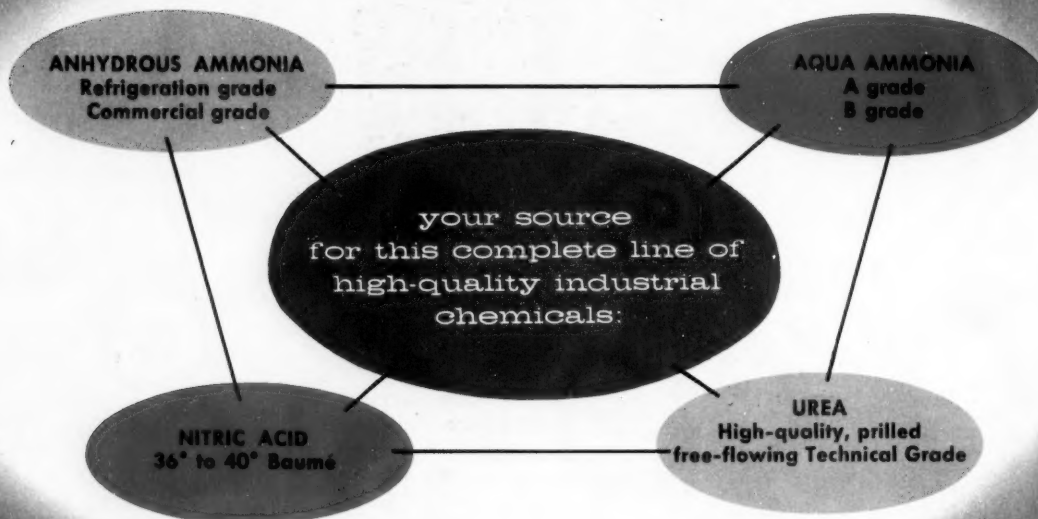 ANHYDROUS AMMONIA
Refrigeration grade
Commercial grade
AQUA AMMONIA
A grade
B grade
your source
for this complete line of
high-quality industrial
chemicals:
NITRIC ACID
36° to 40° Baumé
UREA
High-quality, prilled
free-flowing Technical Grade